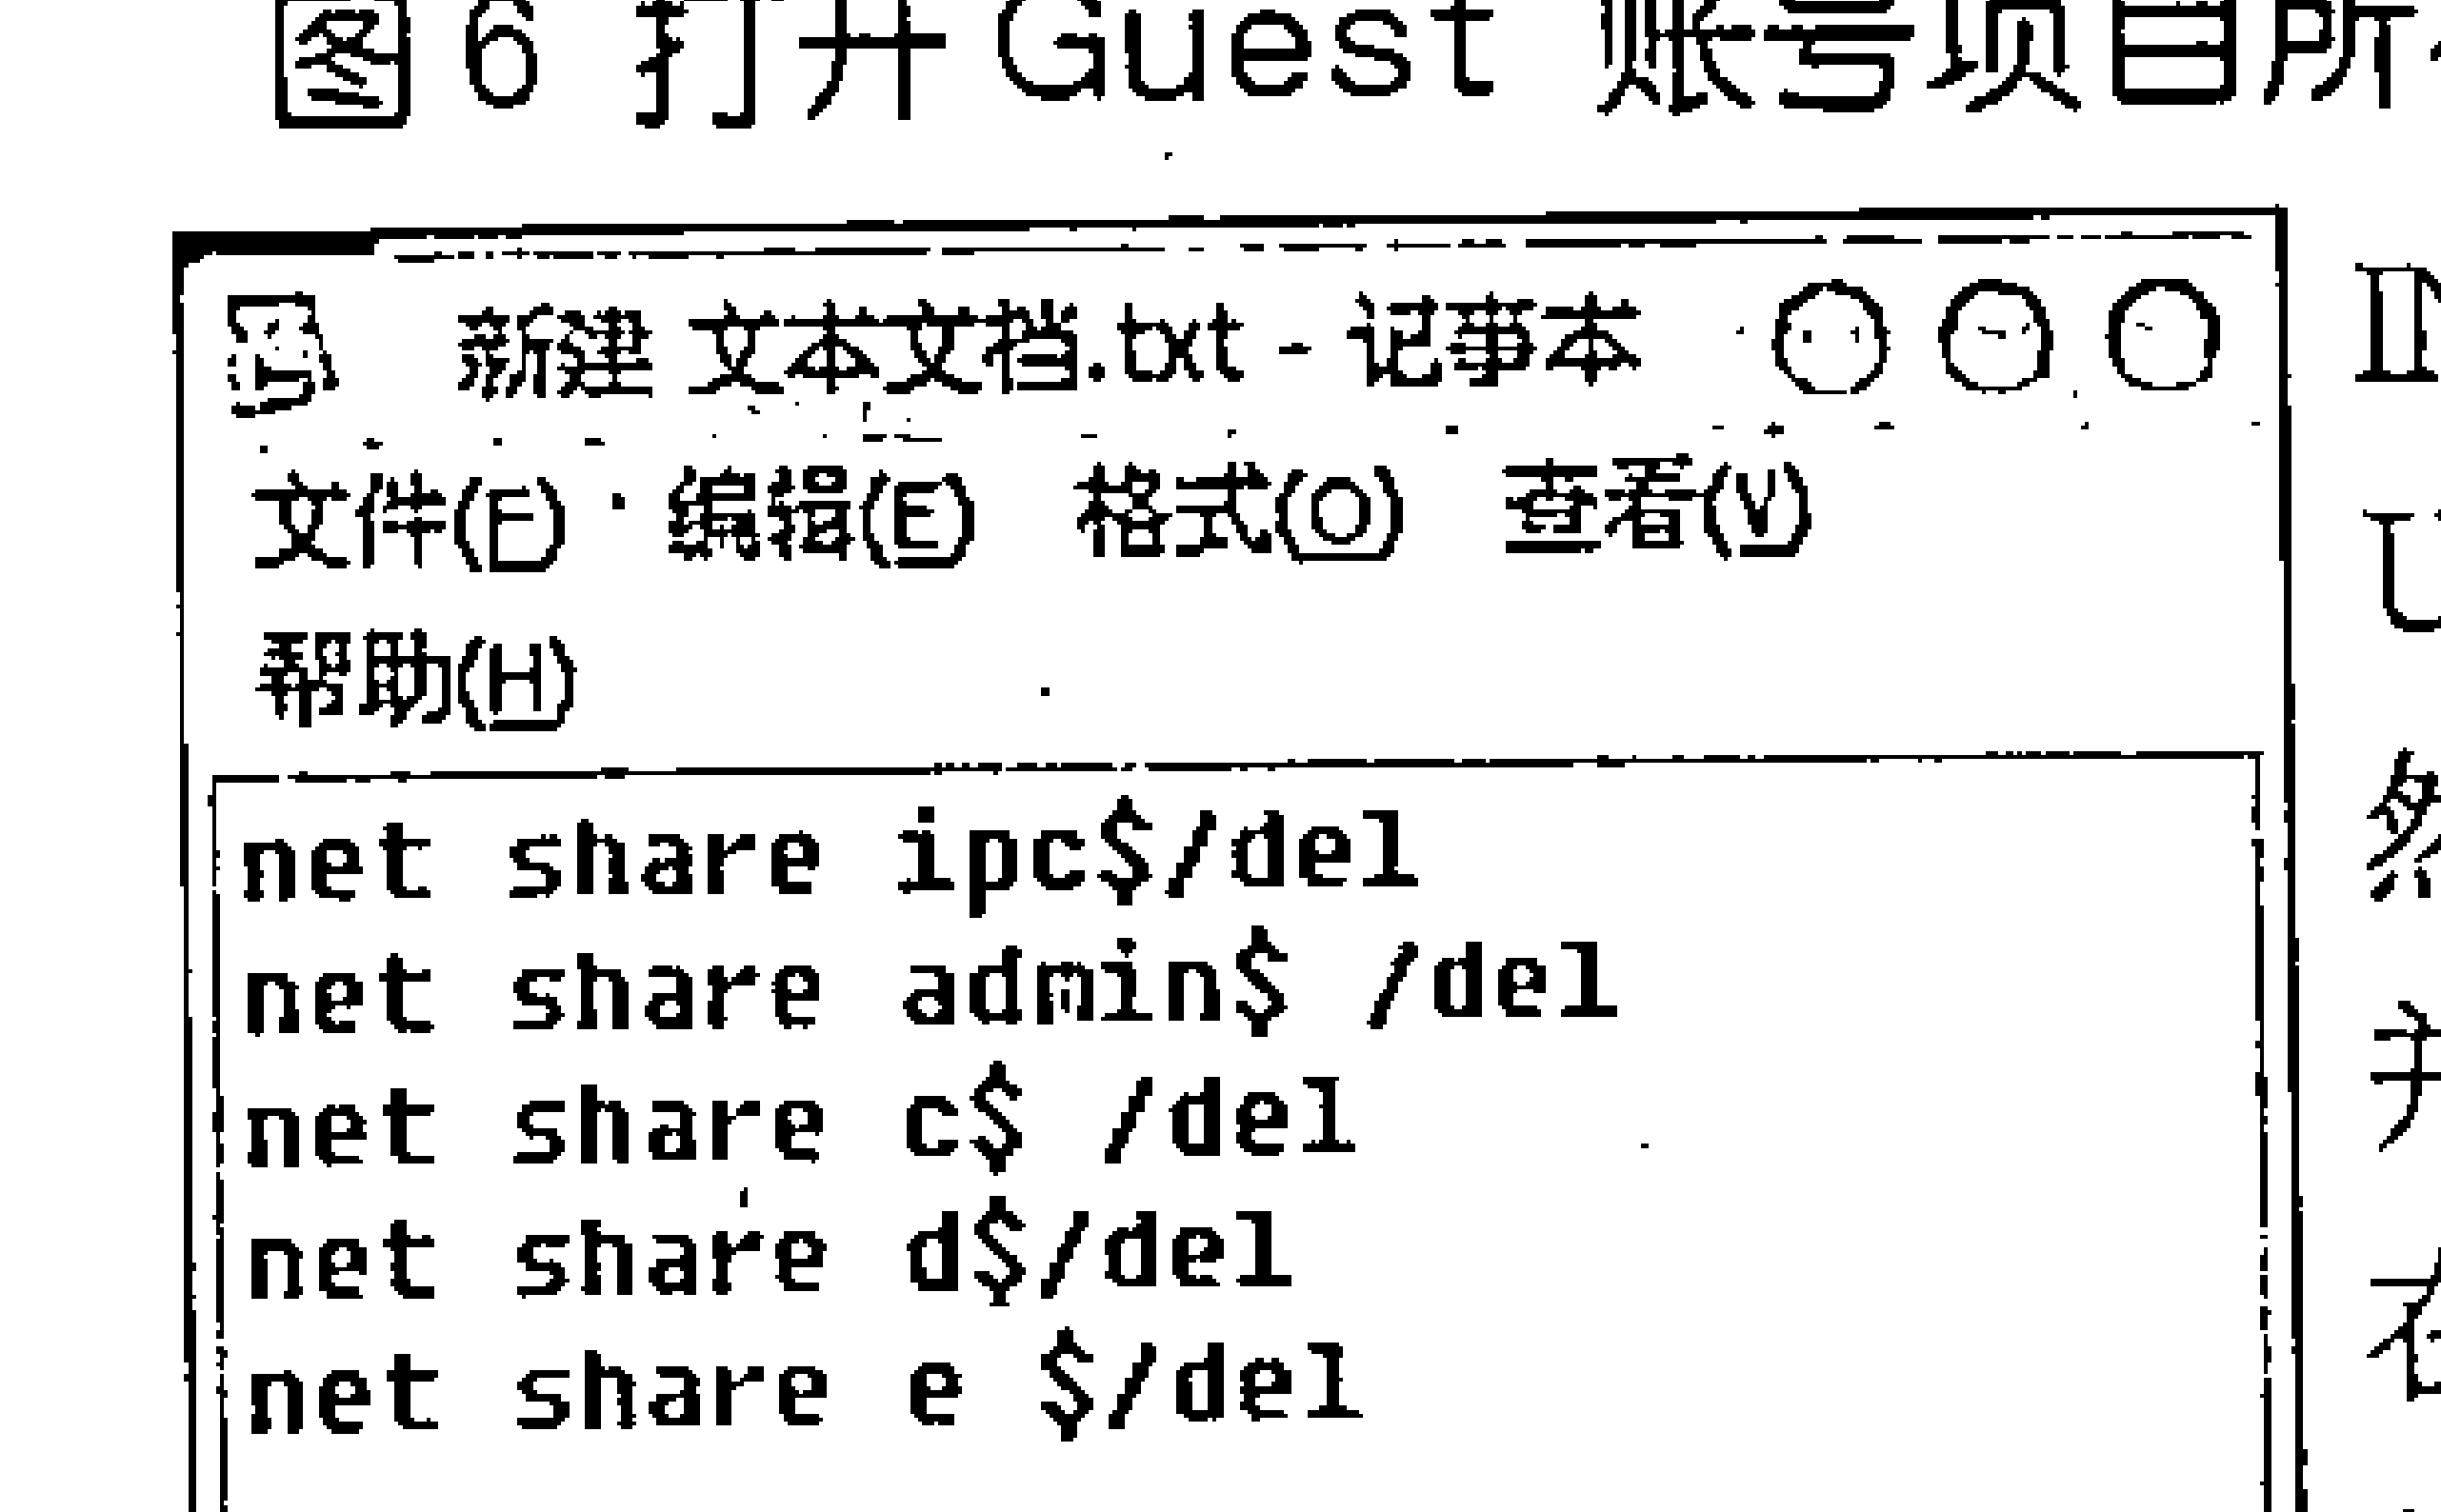 图 6 打开 Guest 账号项目所
新建 文本文档.txt - 记事本
文件(F) 编辑(E) 格式(O) 查看(V)
帮助(H)
net share ipc$/del
net share admin$ /del
net share c$ /del
net share d$/del
net share e $/del